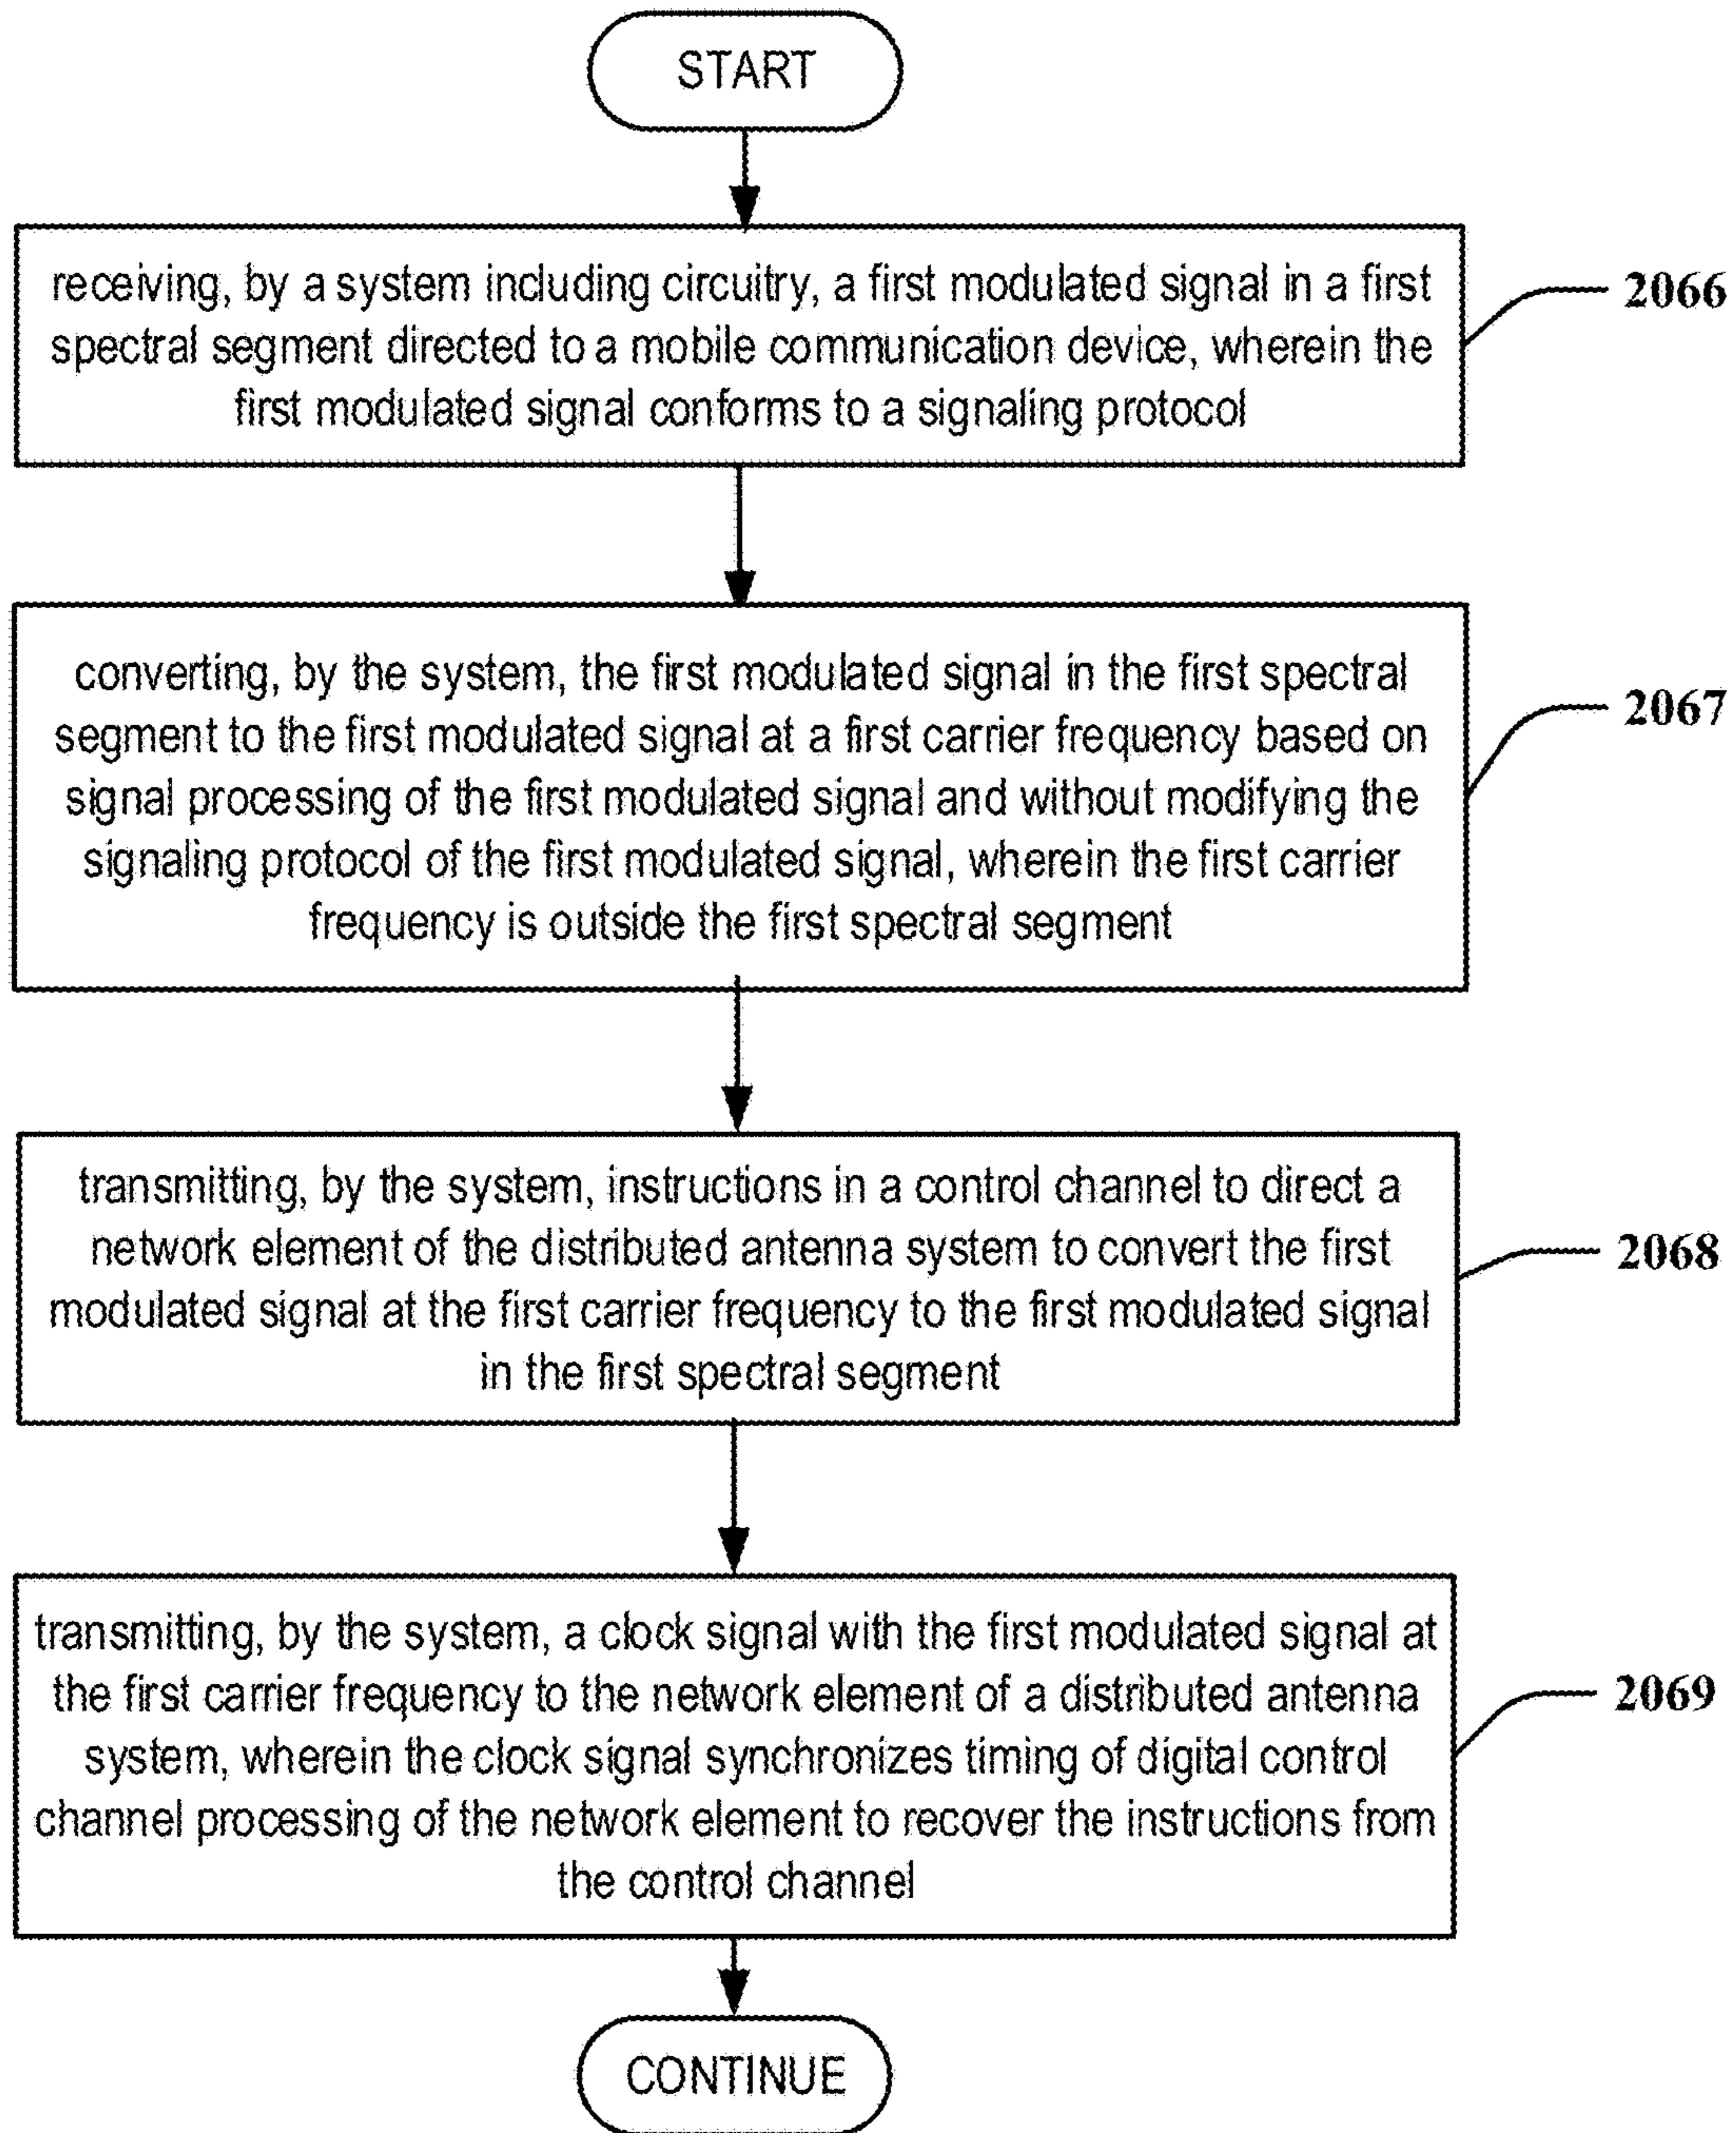 START
receiving, by a system including circuitry, a first modulated signal in a first
spectral segment directed to a mobile communication device, wherein the
first modulated signal conforms to a signaling protocol
2066
converting, by the system, the first modulated signal in the first spectral
segment to the first modulated signal at a first carrier frequency based on
signal processing of the first modulated signal and without modifying the
signaling protocol of the first modulated signal, wherein the first carrier
frequency is outside the first spectral segment
2067
transmitting, by the system, instructions in a control channel to direct a
network element of the distributed antenna system to convert the first
modulated signal at the first carrier frequency to the first modulated signal
in the first spectral segment
2068
transmitting, by the system, a clock signal with the first modulated signal at
the first carrier frequency to the network element of a distributed antenna
system, wherein the clock signal synchronizes timing of digital control
channel processing of the network element to recover the instructions from
the control channel
2069
CONTINUE